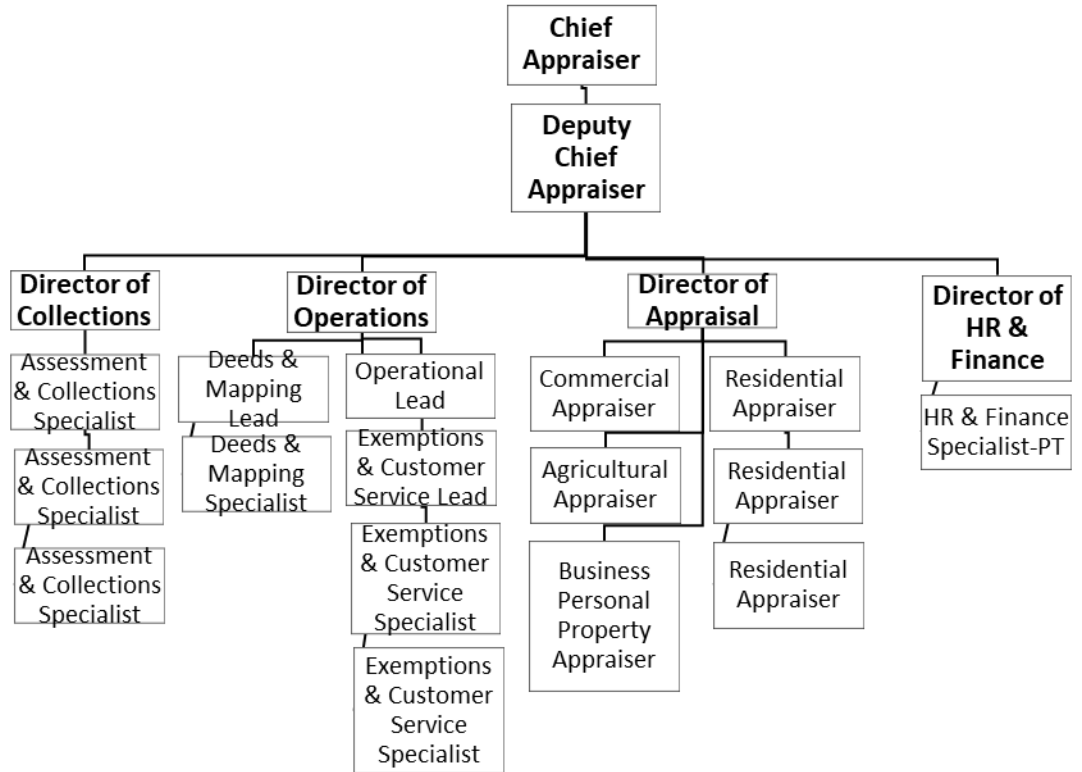 Chief
Appraiser
Deputy
Chief
Appraiser
Director of
Collections
Assessment
& Collections
Specialist
Assessment
& Collections
Specialist
Assessment
& Collections
Specialist
Director of
Operations
Deeds &
Mapping
Lead
Deeds &
Mapping
Specialist
Operational
Lead
Exemptions
& Customer
Service Lead
Exemptions
& Customer
Service
Specialist
Exemptions
& Customer
Service
Specialist
Director of
Appraisal
Commercial
Appraiser
Agricultural
Appraiser
Business
Personal
Property
Appraiser
Residential
Appraiser
Residential
Appraiser
Residential
Appraiser
Director of
HR &
Finance
HR & Finance
Specialist-PT